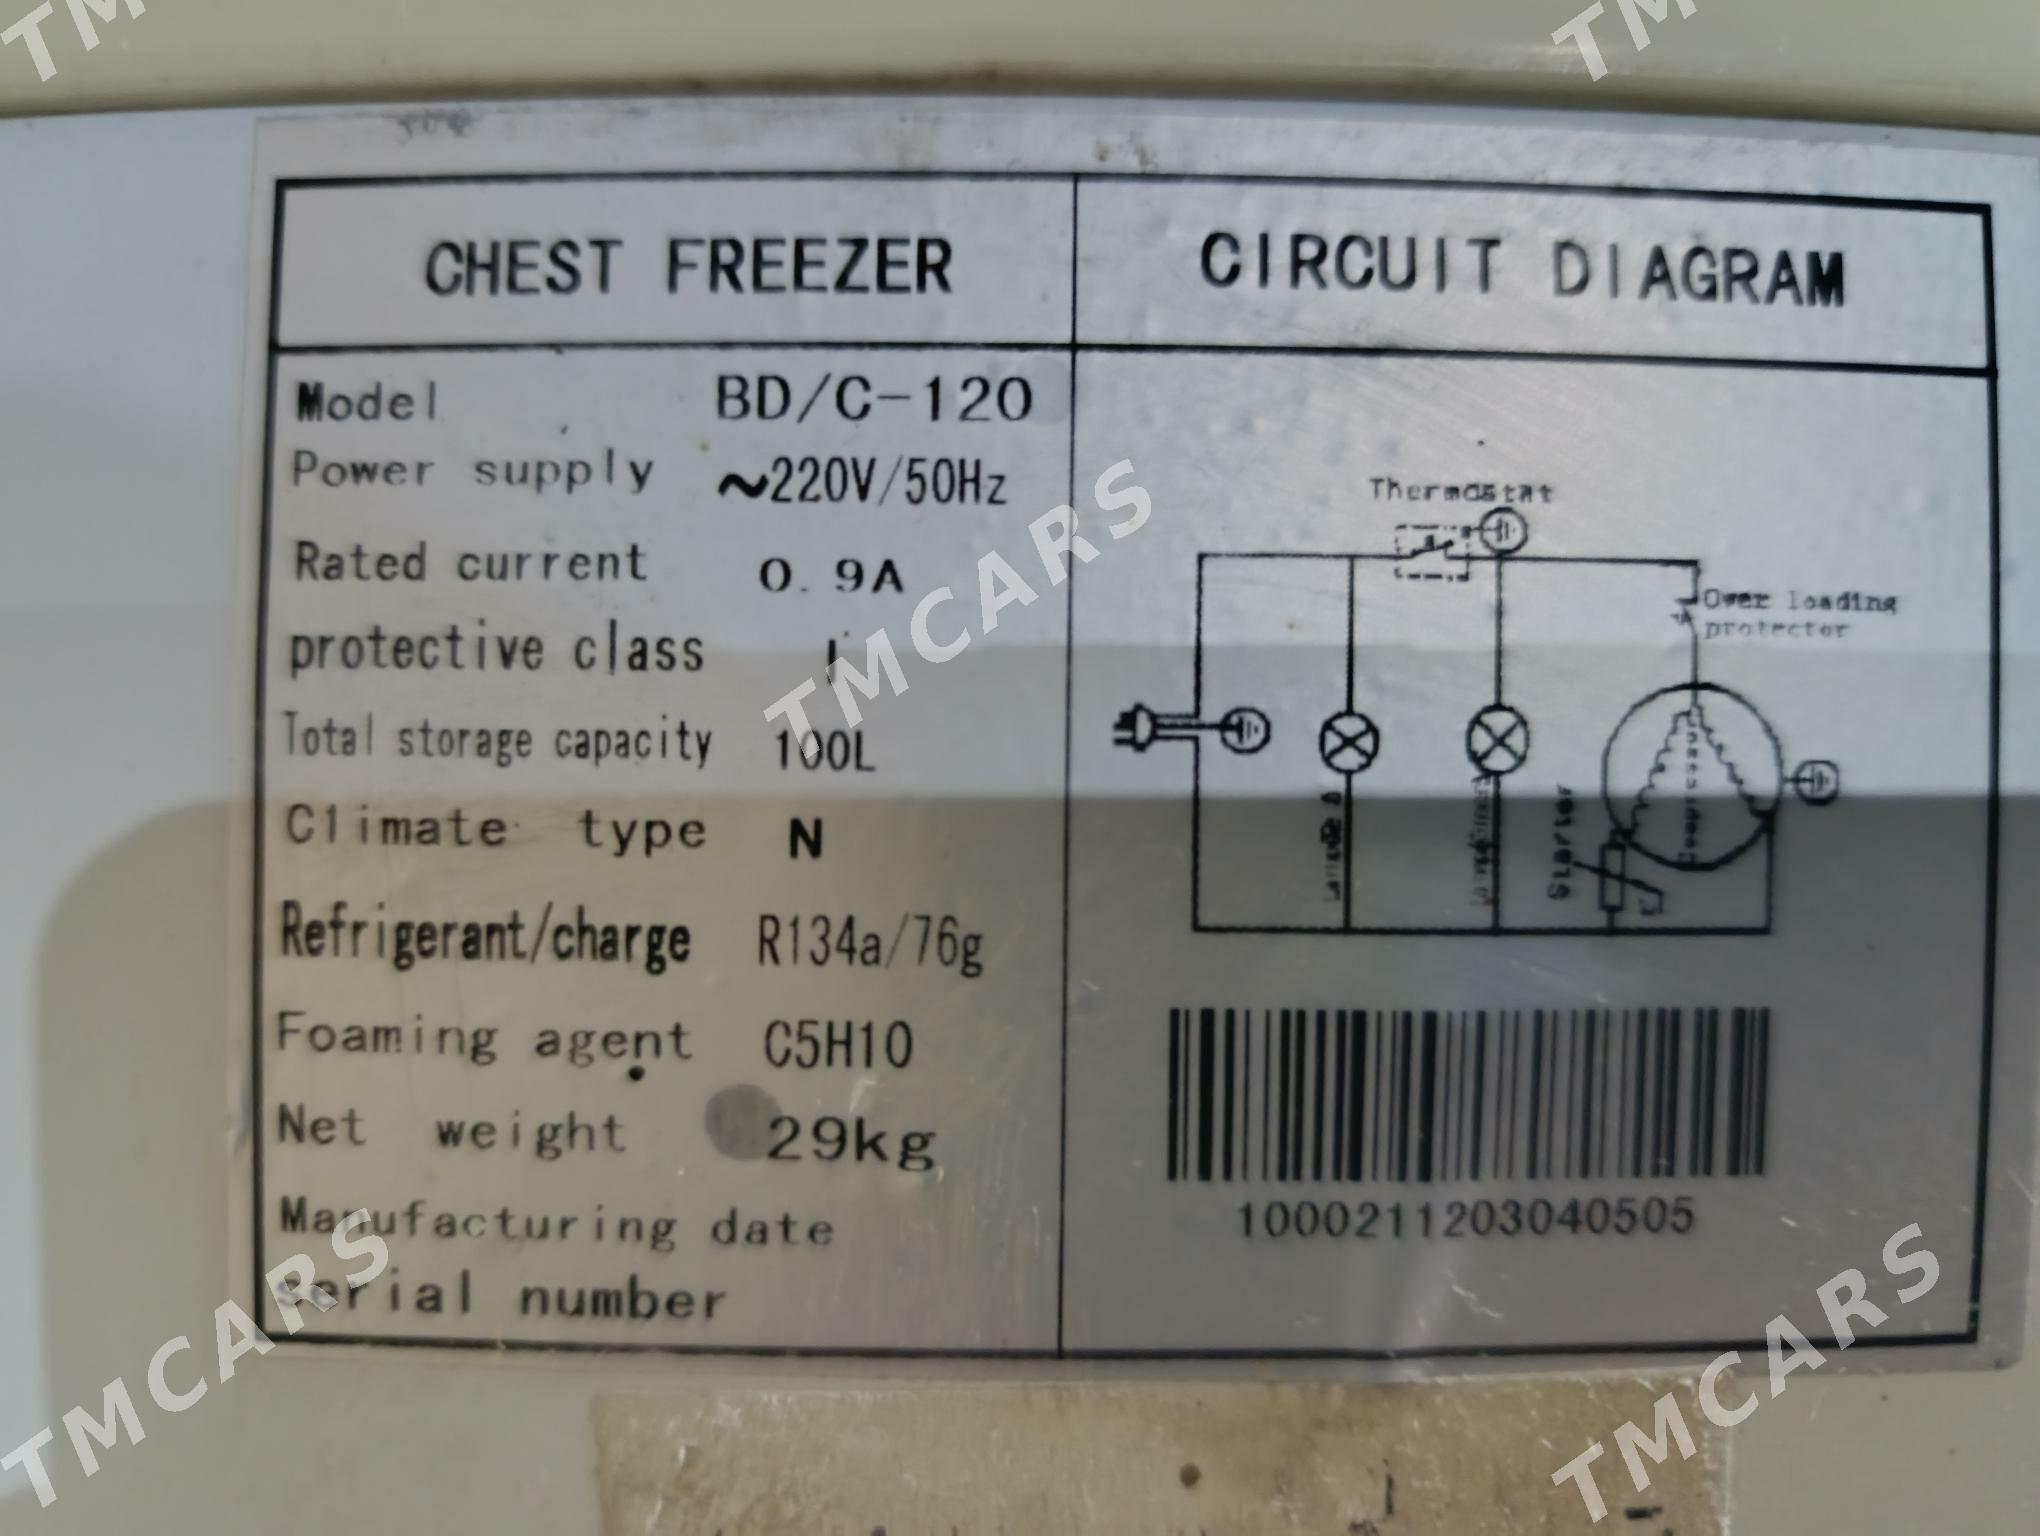 CHEST FREEZER
CIRCUIT DIAGRAM
Model BD/C-120
Power supply ~220V/50Hz
Rated current 0.9A
protective class I
Total storage capacity 100L
Climate type N
Refrigerant/charge R134a/76g
Foaming agent C5H10
Net weight 29kg
Manufacturing date
serial number
Thermostat
Over loading
protector
Starter
1000211203040505
TMCARS
TMCARS
TMCARS